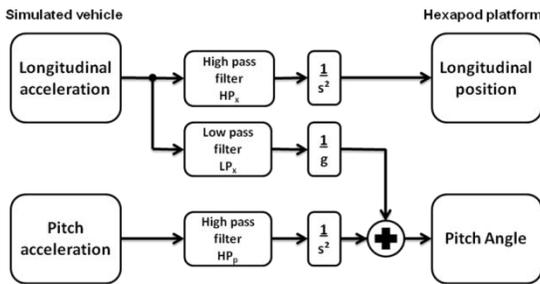 Simulated vehicle
Hexapod platform
Longitudinal
acceleration
High pass
filter
HPₓ
1
s²
Longitudinal
position
Low pass
filter
LPₓ
1
g
Pitch
acceleration
High pass
filter
HPₚ
1
s²
+
Pitch Angle